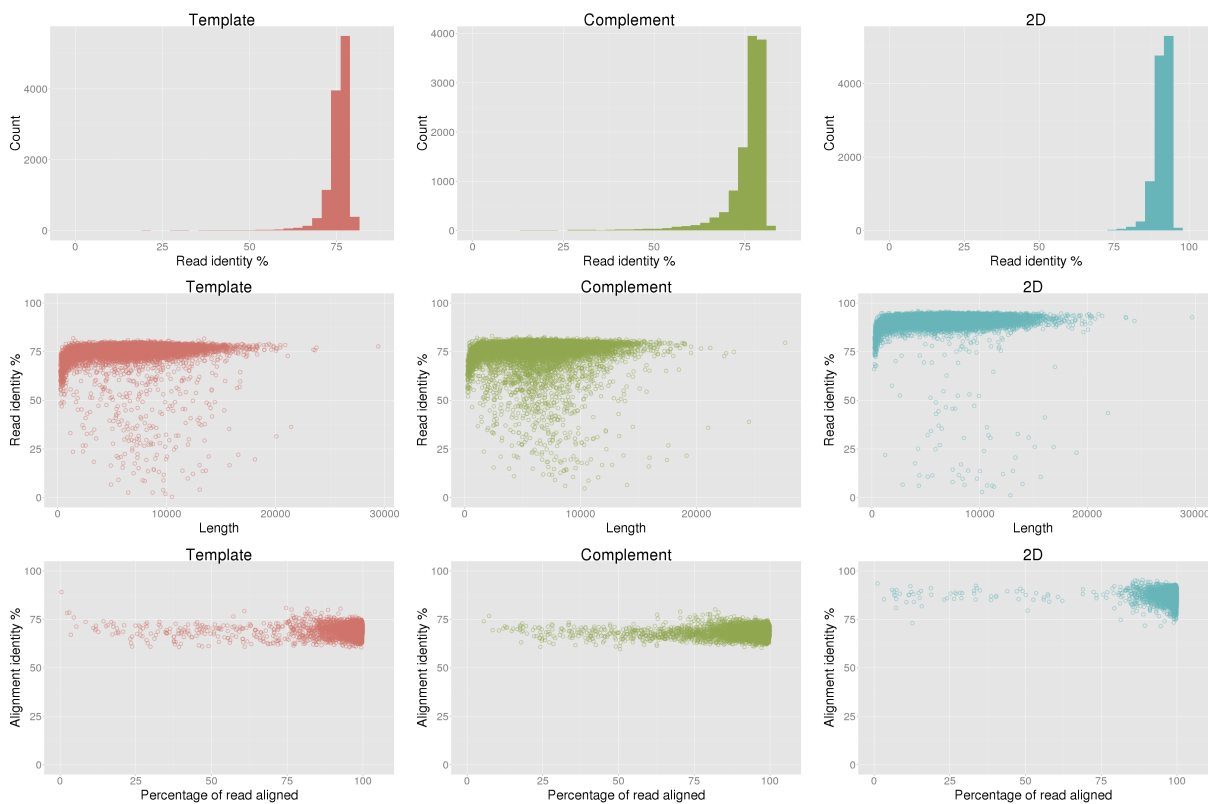 Template Complement 2D
4000
3000
2000
1000
0
4000
2000
0
4000
2000
0
Count Count Count
0 25 50 75 0 25 50 75 0 25 50 75 100
Read identity % Read identity % Read identity %
Template Complement 2D
100 100 100
75 75 75
50 50 50
25 25 25
0 0 0
Read identity % Read identity % Read identity %
0 10000 20000 30000 0 10000 20000 0 10000 20000 30000
Length Length Length
Template Complement 2D
100 100 100
75 75 75
50 50 50
25 25 25
0 0 0
Alignment identity % Alignment identity % Alignment identity %
0 25 50 75 100 0 25 50 75 100 0 25 50 75 100
Percentage of read aligned Percentage of read aligned Percentage of read aligned